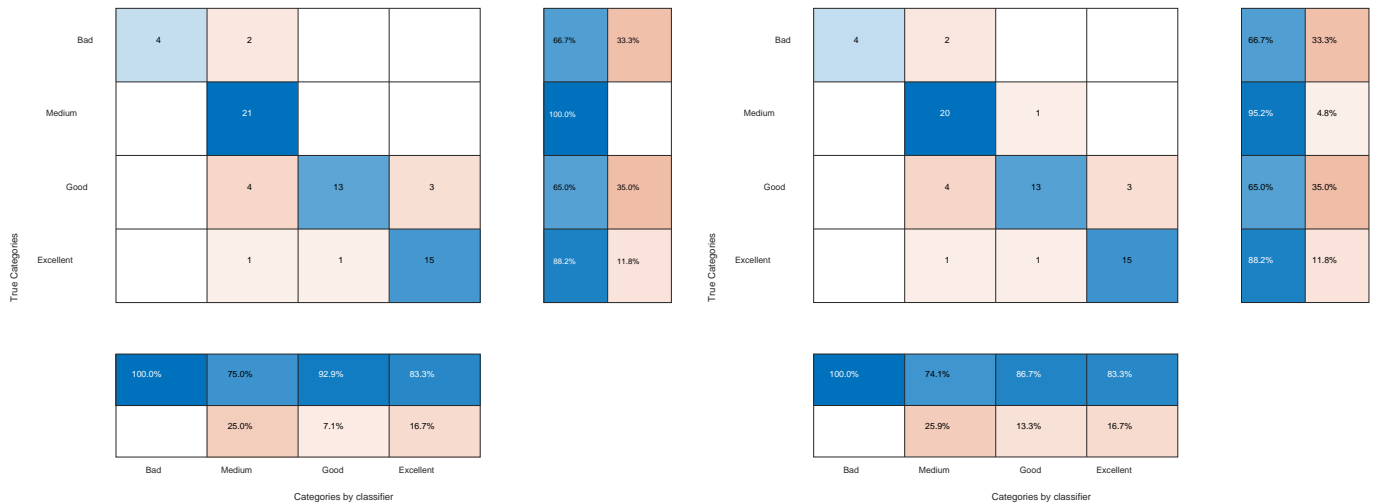 Bad 4 2 66.7% 33.3%
Medium 21 100.0%
Good 4 13 3 65.0% 35.0%
Excellent 1 1 15 88.2% 11.8%
True Categories
100.0% 75.0% 92.9% 83.3%
25.0% 7.1% 16.7%
Bad Medium Good Excellent
Categories by classifier
Bad 4 2 66.7% 33.3%
Medium 20 1 95.2% 4.8%
Good 4 13 3 65.0% 35.0%
Excellent 1 1 15 88.2% 11.8%
True Categories
100.0% 74.1% 86.7% 83.3%
25.9% 13.3% 16.7%
Bad Medium Good Excellent
Categories by classifier